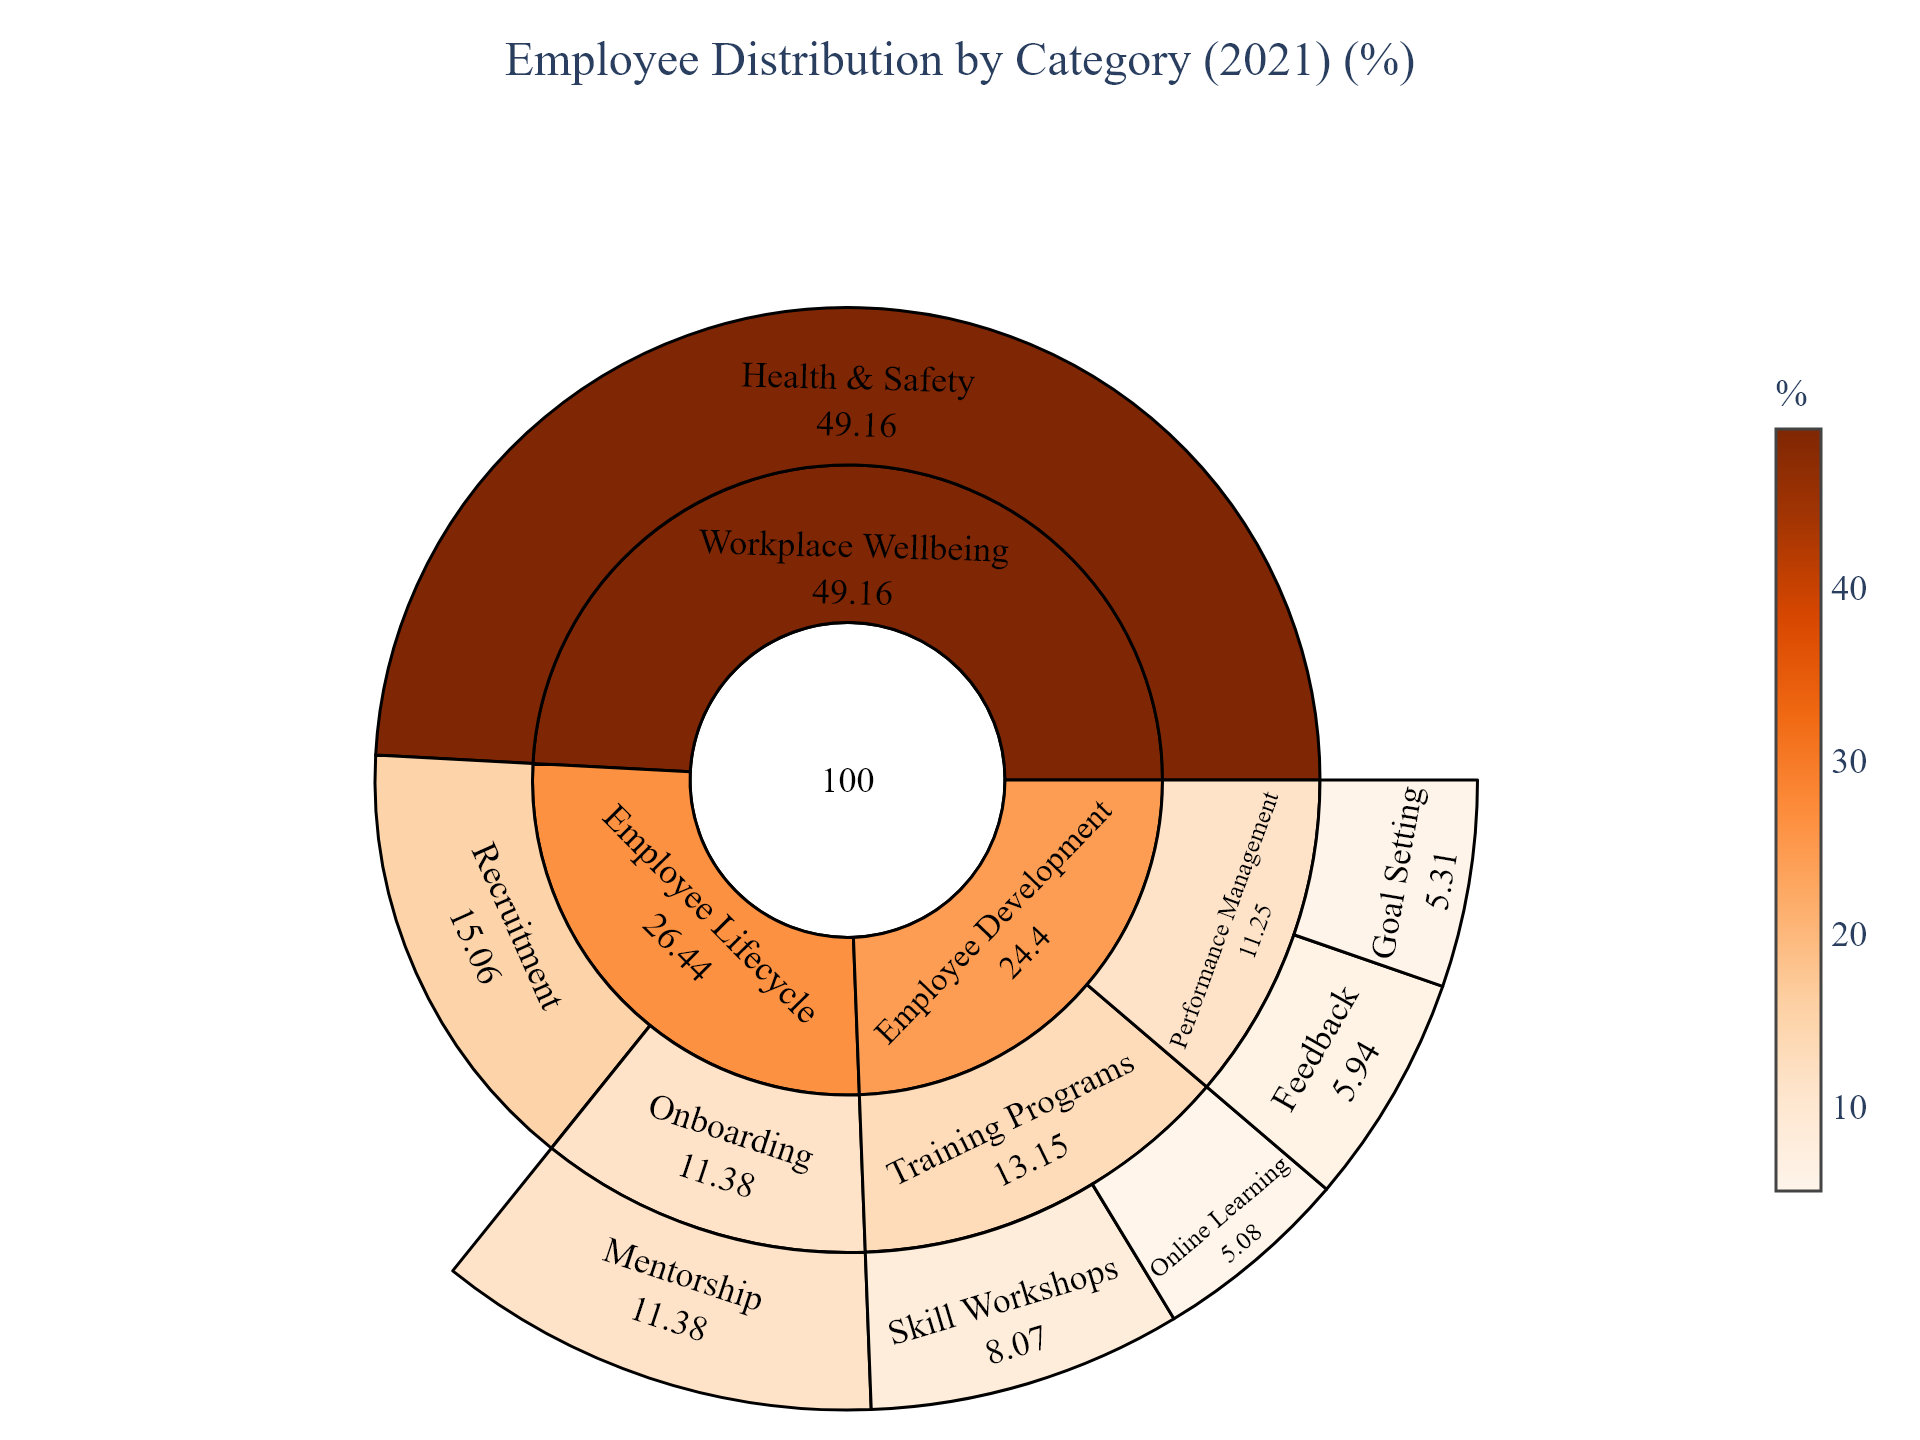 Employee Distribution by Category (2021) (%)
Health & Safety
49.16
Workplace Wellbeing
49.16
100
Employee Lifecycle
26.44
Employee Development
24.4
Recruitment
15.06
Onboarding
11.38
Training Programs
13.15
Performance Management
11.25
Mentorship
11.38
Skill Workshops
8.07
Online Learning
5.08
Feedback
5.94
Goal Setting
5.31
%
40
30
20
10